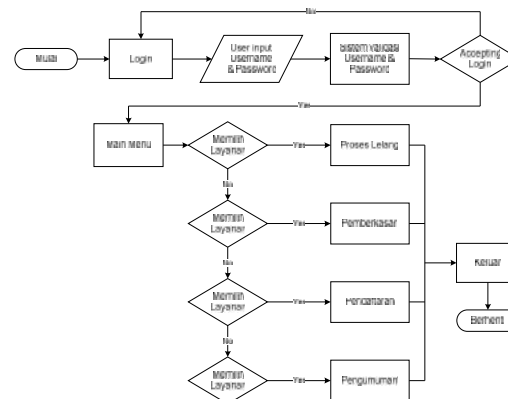 No
Mulai
Login
User input
Username
& Password
Sistem Validasi
Username &
Password
Accepting
Login
Yes
Main Menu
Memilih
Layanan
Yes
Proses Lelang
No
Memilih
Layanan
Yes
Pemberkasan
No
Memilih
Layanan
Yes
Pendaftaran
Keluar
No
Berhenti
Memilih
Layanan
Yes
Pengumuman